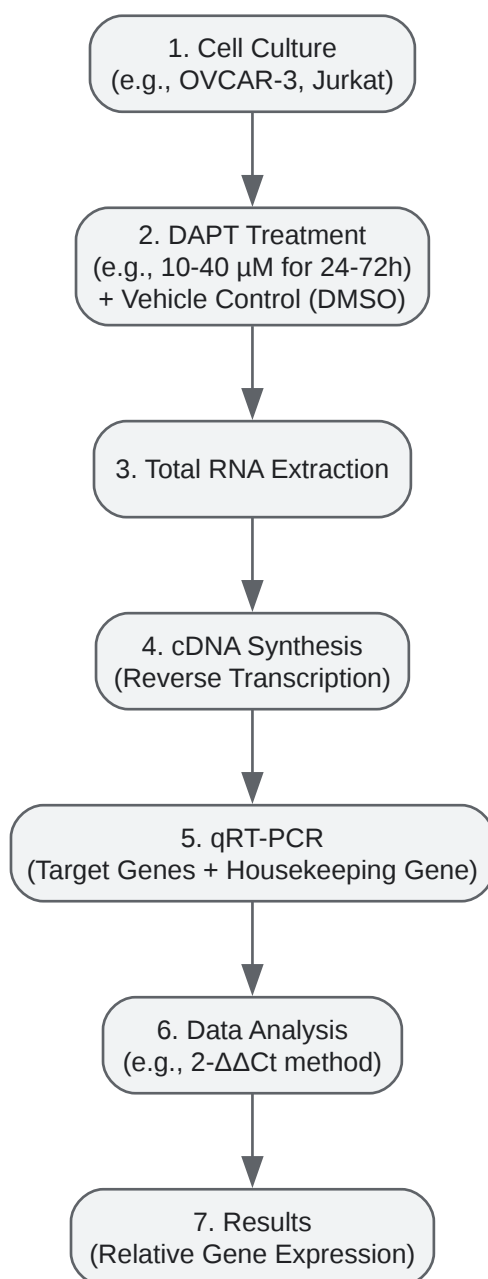 1. Cell Culture
(e.g., OVCAR-3, Jurkat)
2. DAPT Treatment
(e.g., 10-40 µM for 24-72h)
+ Vehicle Control (DMSO)
3. Total RNA Extraction
4. cDNA Synthesis
(Reverse Transcription)
5. qRT-PCR
(Target Genes + Housekeeping Gene)
6. Data Analysis
(e.g., 2-ΔΔCt method)
7. Results
(Relative Gene Expression)